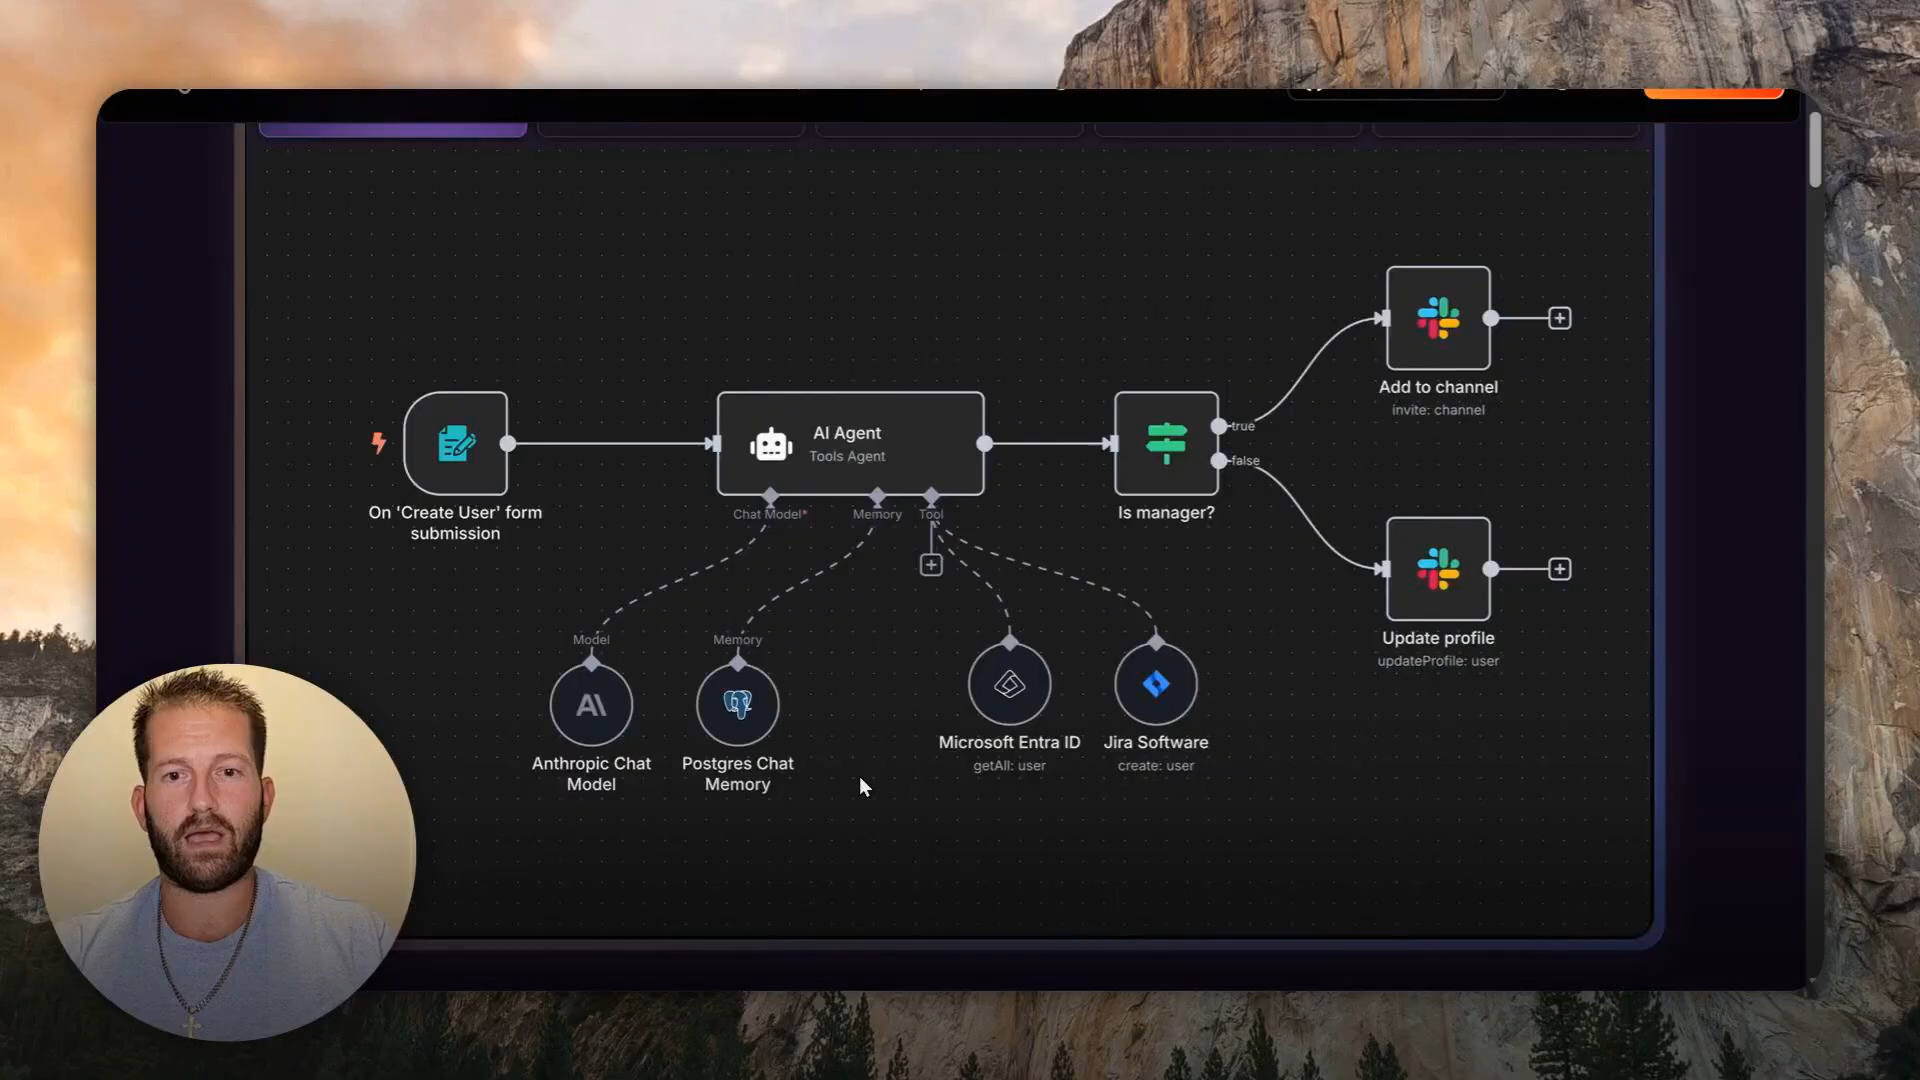 Add to channel
invite: channel
AI Agent
Tools Agent
true
false
On 'Create User' form
submission
Chat Model*
Memory
Tool
Is manager?
Model
Memory
Update profile
updateProfile: user
Anthropic Chat
Model
Postgres Chat
Memory
Microsoft Entra ID
getAll: user
Jira Software
create: user